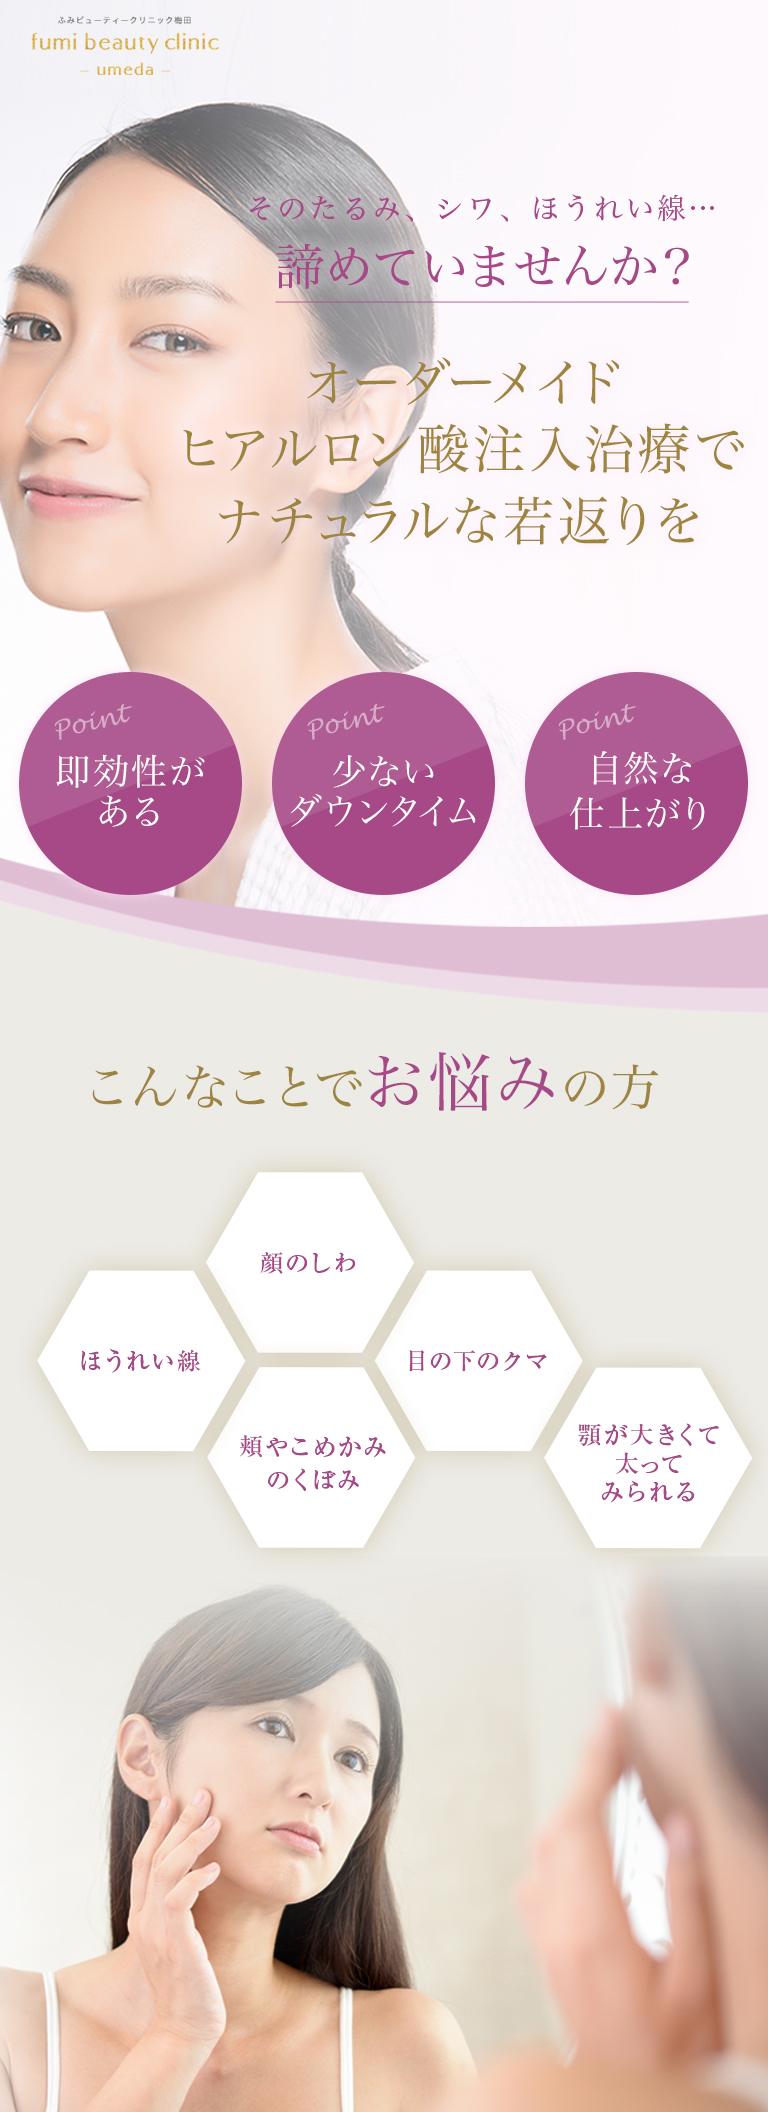 ふみビューティークリニック梅田
fumi beauty clinic
– umeda –
そのたるみ、シワ、ほうれい線…
諦めていませんか?
オーダーメイド
ヒアルロン酸注入治療で
ナチュラルな若返りを
Point
即効性が
ある
Point
少ない
ダウンタイム
Point
自然な
仕上がり
こんなことでお悩みの方
顔のしわ
ほうれい線
目の下のクマ
頬やこめかみ
のくぼみ
顎が大きくて
太って
みられる